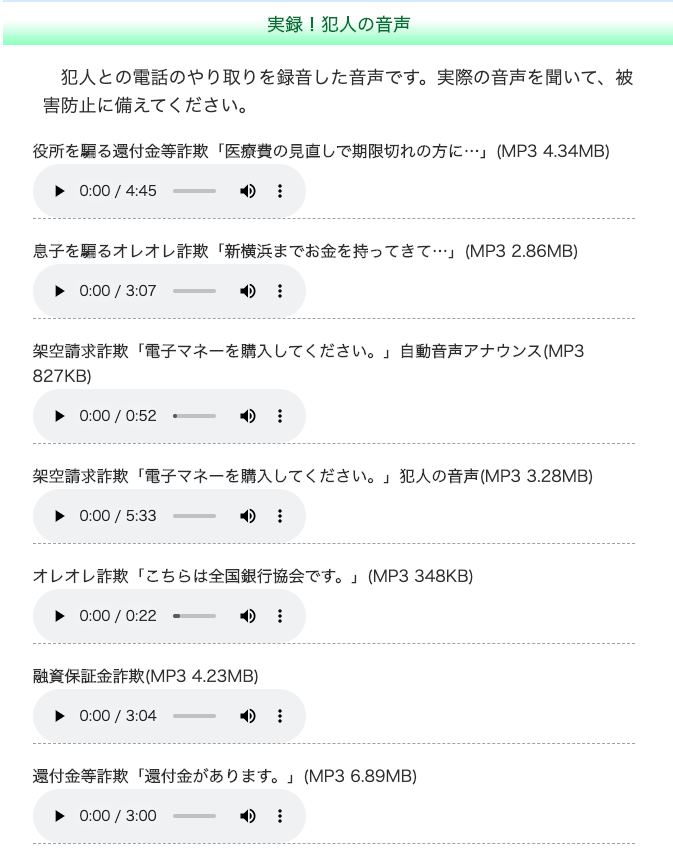 実録！犯人の音声
犯人との電話のやり取りを録音した音声です。実際の音声を聞いて、被
害防止に備えてください。
役所を騙る還付金等詐欺「医療費の見直しで期限切れの方に…」(MP3 4.34MB)
0:00 / 4:45
息子を騙るオレオレ詐欺「新横浜までお金を持ってきて…」(MP3 2.86MB)
0:00 / 3:07
架空請求詐欺「電子マネーを購入してください。」自動音声アナウンス(MP3
827KB)
0:00 / 0:52
架空請求詐欺「電子マネーを購入してください。」犯人の音声(MP3 3.28MB)
0:00 / 5:33
オレオレ詐欺「こちらは全国銀行協会です。」(MP3 348KB)
0:00 / 0:22
融資保証金詐欺(MP3 4.23MB)
0:00 / 3:04
還付金等詐欺「還付金があります。」(MP3 6.89MB)
0:00 / 3:00